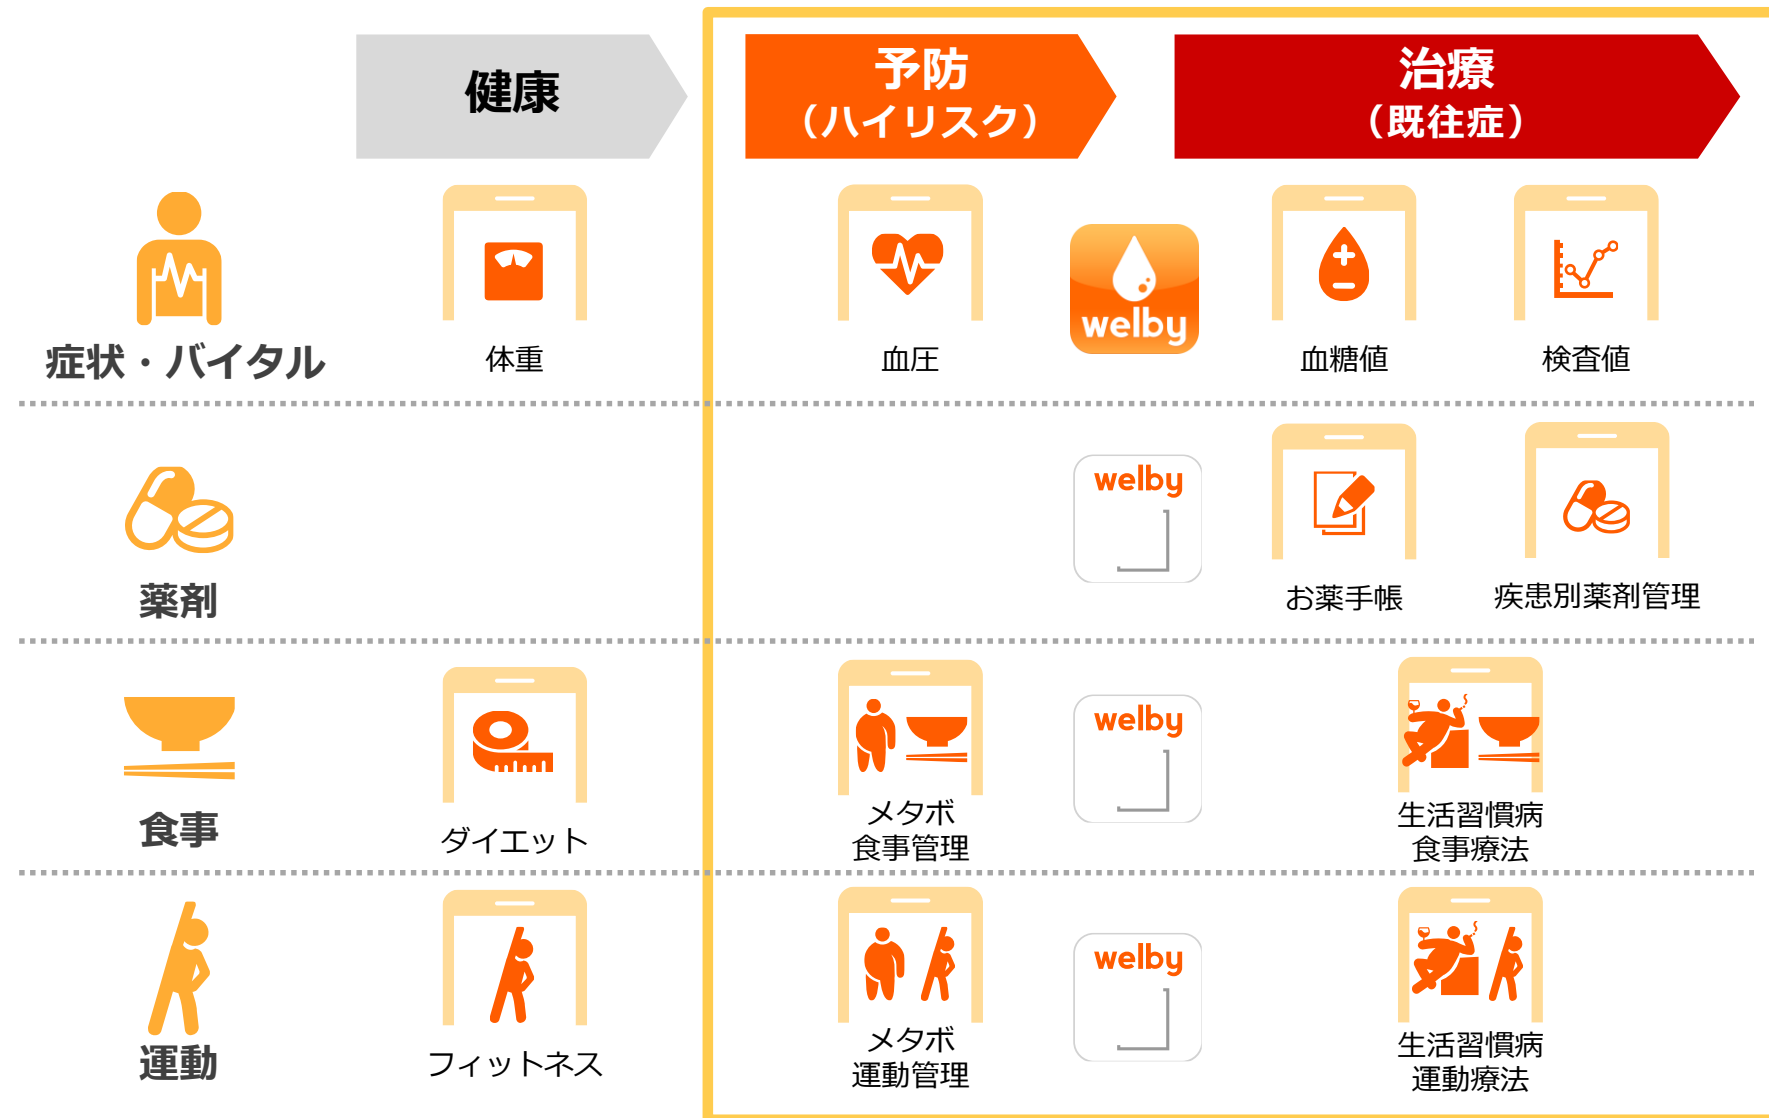 健康
予防
（ハイリスク）
治療
（既往症）
症状・バイタル
体重
血圧
welby
血糖値
検査値
薬剤
welby
お薬手帳
疾患別薬剤管理
食事
ダイエット
メタボ
食事管理
welby
生活習慣病
食事療法
運動
フィットネス
メタボ
運動管理
welby
生活習慣病
運動療法